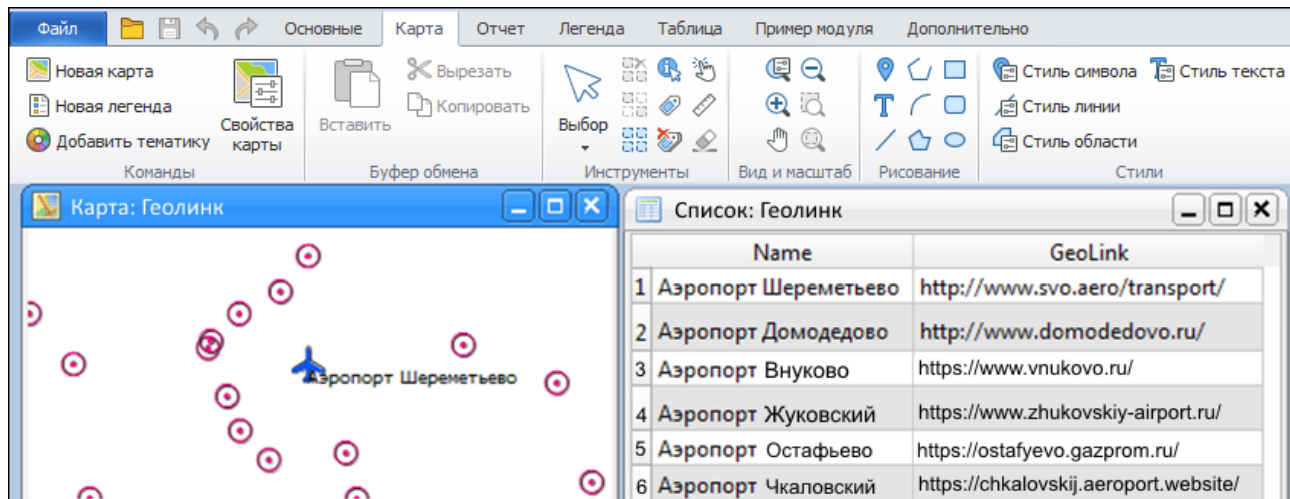 Файл Основные Карта Отчет Легенда Таблица Пример модуля Дополнительно
Новая карта
Новая легенда
Добавить тематику
Свойства
карты
Команды
Вставить
Вырезать
Копировать
Буфер обмена
Выбор
Инструменты
Вид и масштаб
T
Рисование
Стиль символа
Стиль линии
Стиль области
Стиль текста
Стили
Карта: Геолинк
Аэропорт Шереметьево
Список: Геолинк
Name GeoLink
1 Аэропорт Шереметьево http://www.svo.aero/transport/
2 Аэропорт Домодедово http://www.domodedovo.ru/
3 Аэропорт Внуково https://www.vnukovo.ru/
4 Аэропорт Жуковский https://www.zhukovskiy-airport.ru/
5 Аэропорт Остафьево https://ostafyevo.gazprom.ru/
6 Аэропорт Чкаловский https://chkalovskij.aeroport.website/